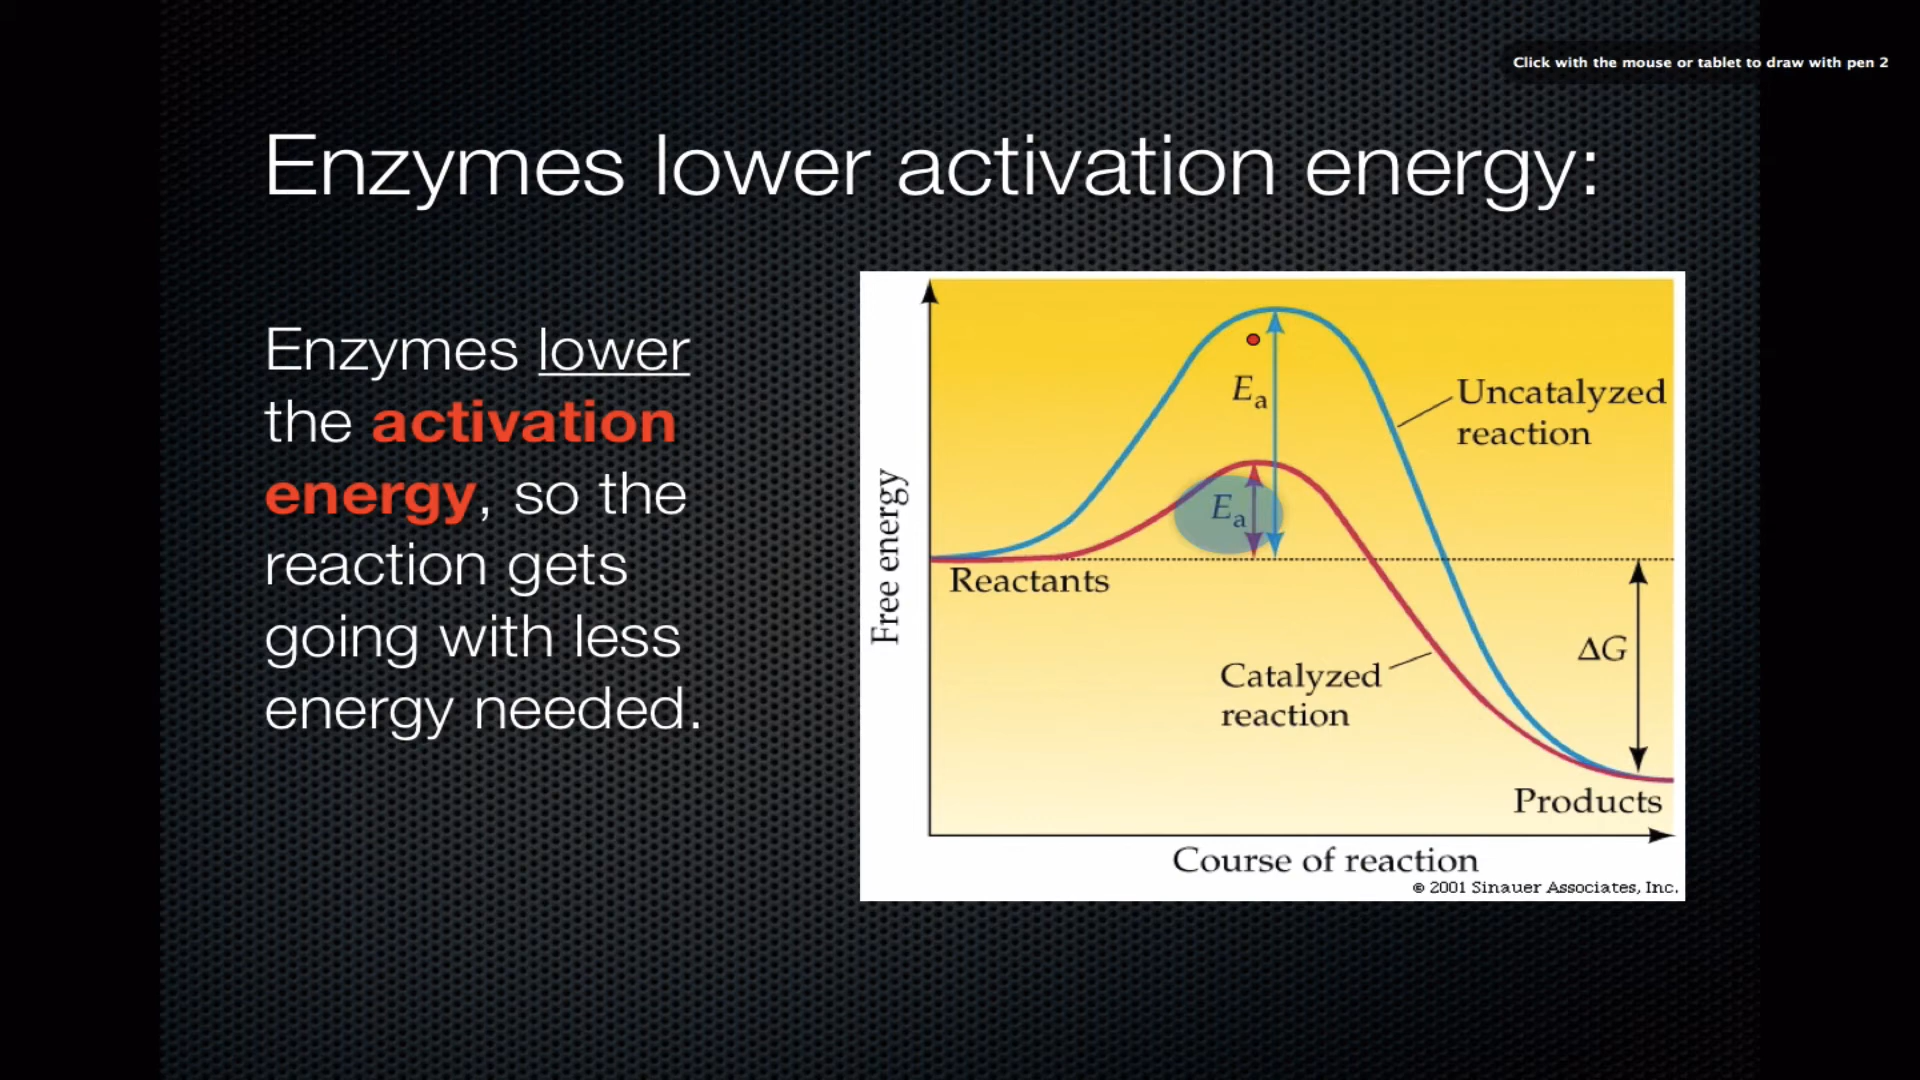 Click with the mouse or tablet to draw with pen 2
Enzymes lower activation energy:
Enzymes lower
the activation
energy, so the
reaction gets
going with less
energy needed.
Free energy
Ea
Uncatalyzed
reaction
Ea
Reactants
ΔG
Catalyzed
reaction
Products
Course of reaction
© 2001 Sinauer Associates, Inc.